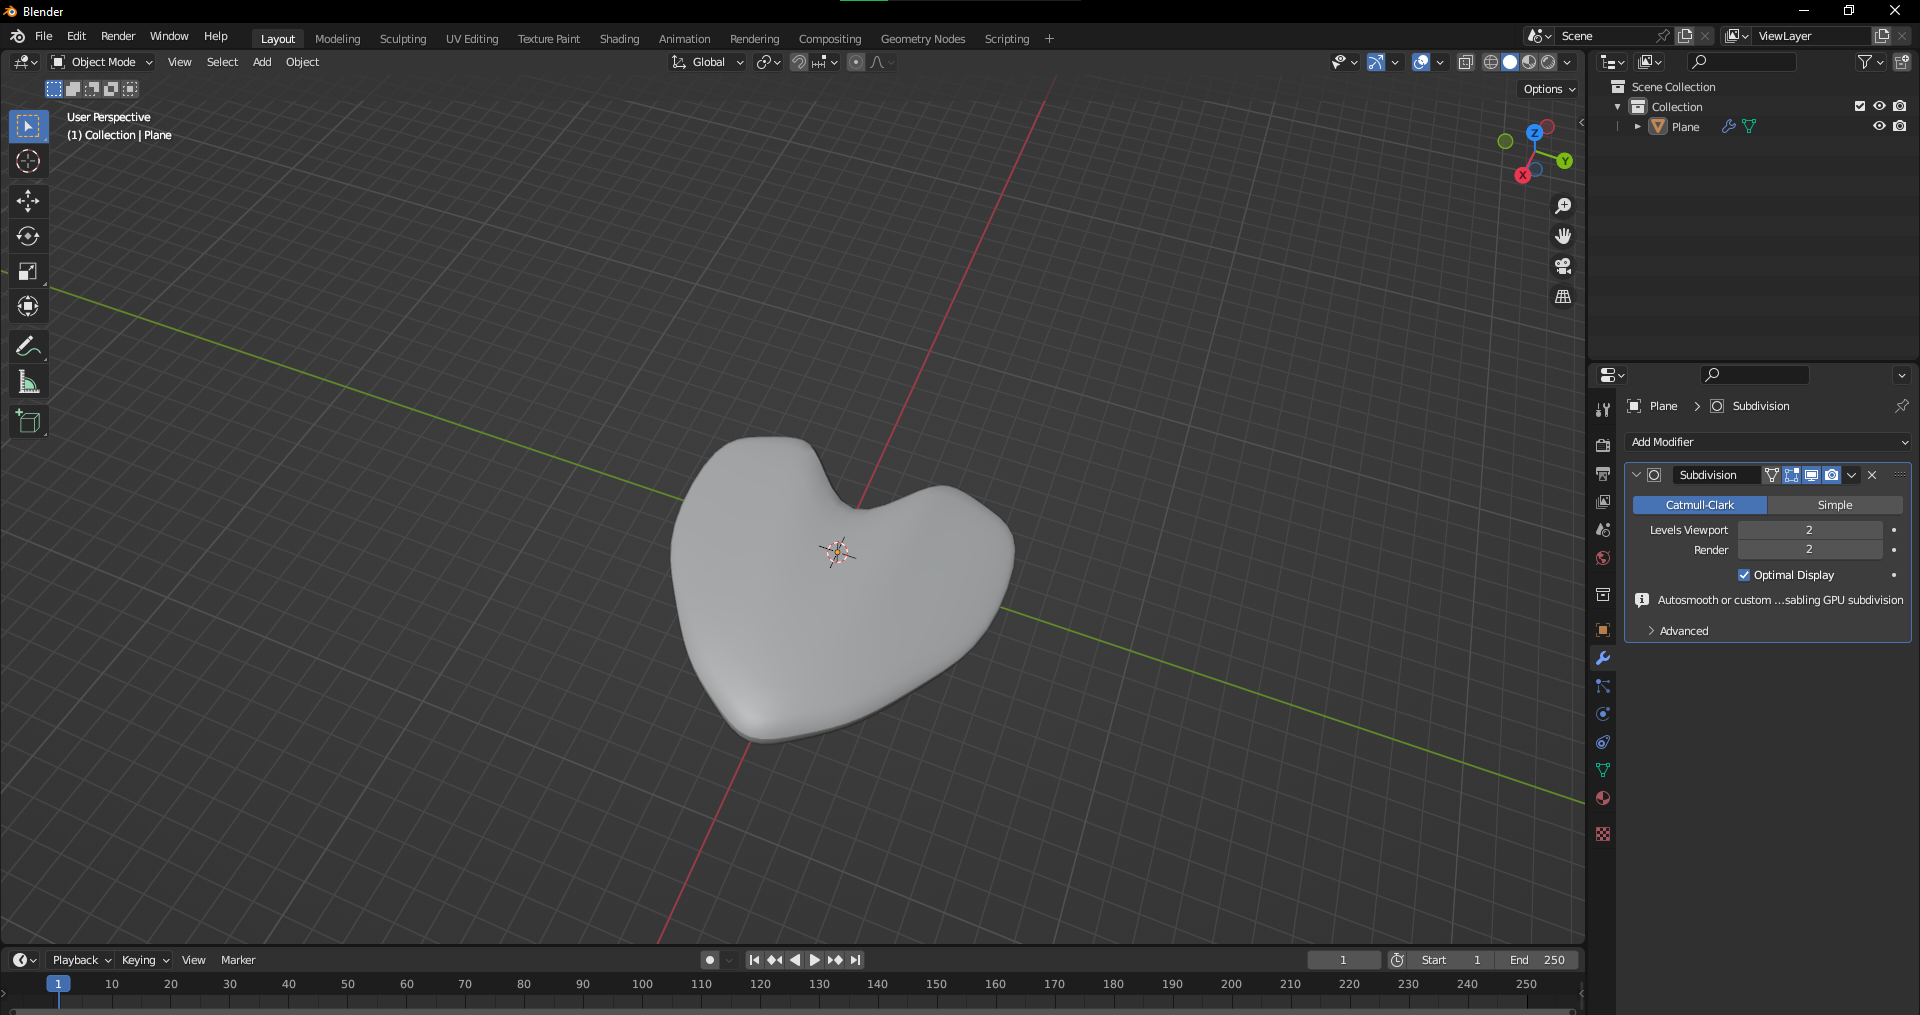 Blender
File Edit Render Window Help Layout Modeling Sculpting UV Editing Texture Paint Shading Animation Rendering Compositing Geometry Nodes Scripting + Scene ViewLayer
Object Mode View Select Add Object Global
Options
User Perspective
(1) Collection | Plane
Z
Y
X
Scene Collection
Collection
Plane
Plane > Subdivision
Add Modifier
Subdivision
Catmull-Clark Simple
Levels Viewport 2
Render 2
Optimal Display
Autosmooth or custom ...sabling GPU subdivision
Advanced
Playback Keying View Marker 1 Start 1 End 250
1 10 20 30 40 50 60 70 80 90 100 110 120 130 140 150 160 170 180 190 200 210 220 230 240 250